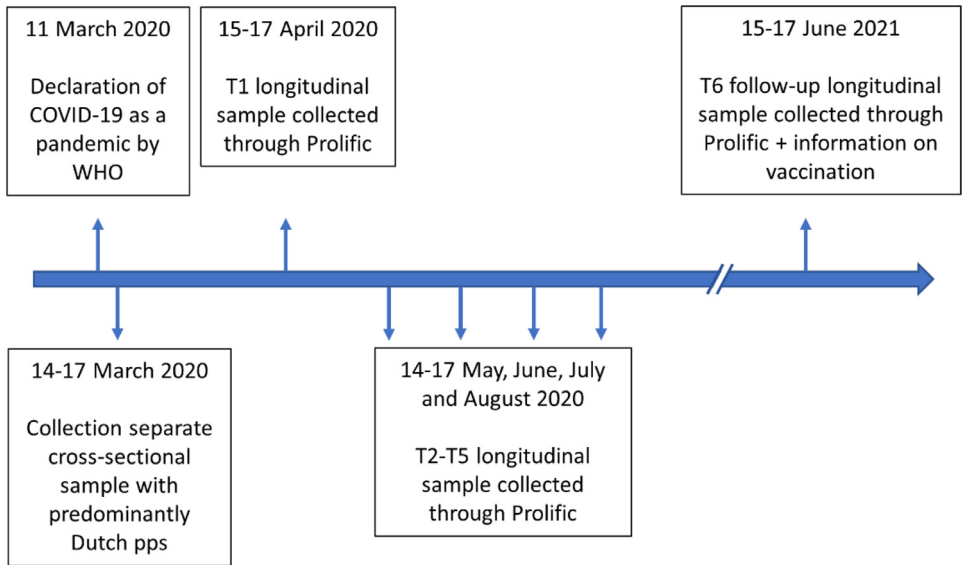 11 March 2020
Declaration of
COVID-19 as a
pandemic by
WHO
15-17 April 2020
T1 longitudinal
sample collected
through Prolific
15-17 June 2021
T6 follow-up longitudinal
sample collected through
Prolific + information on
vaccination
14-17 March 2020
Collection separate
cross-sectional
sample with
predominantly
Dutch pps
14-17 May, June, July
and August 2020
T2-T5 longitudinal
sample collected
through Prolific